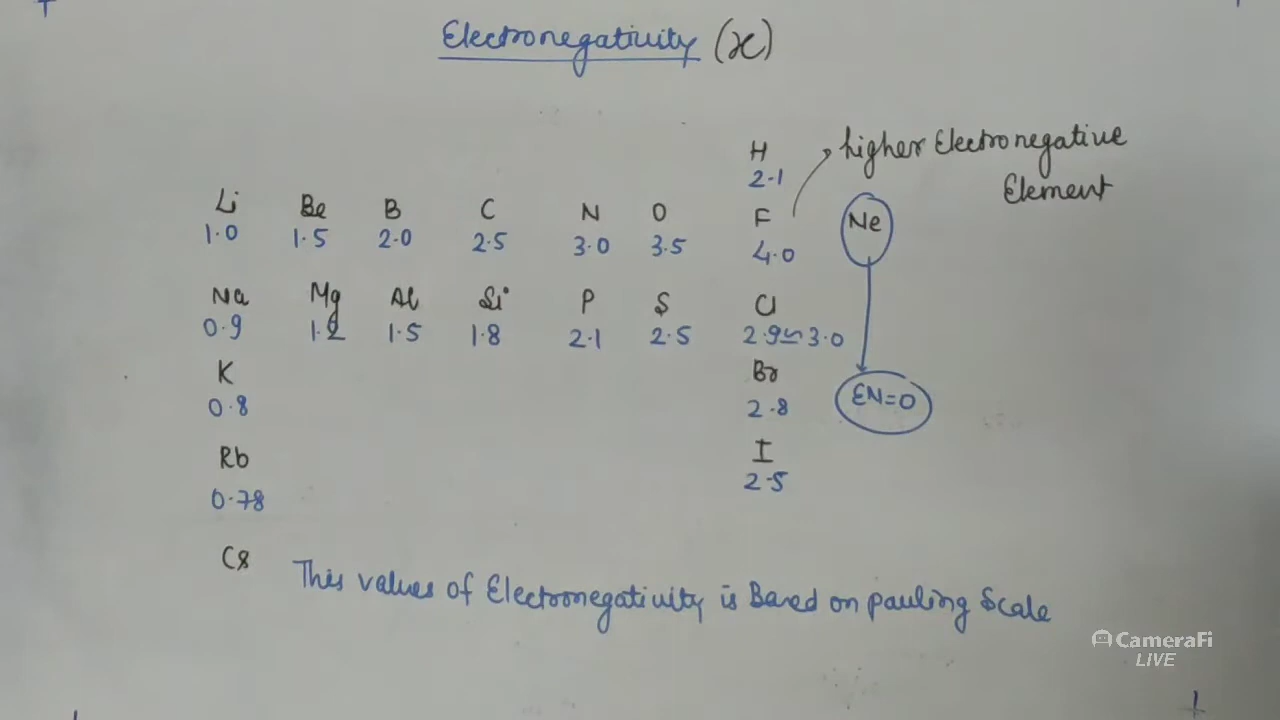 Electronegativity (x)
H → higher Electronegative
2.1 Element
Li Be B C N O F Ne
1.0 1.5 2.0 2.5 3.0 3.5 4.0
Na Mg Al Si P S Cl
0.9 1.2 1.5 1.8 2.1 2.5 2.9≃3.0
K Br
0.8 2.8 EN=0
Rb I
0.78 2.5
Cs
This values of Electronegativity is Based on pauling Scale
CameraFi
LIVE